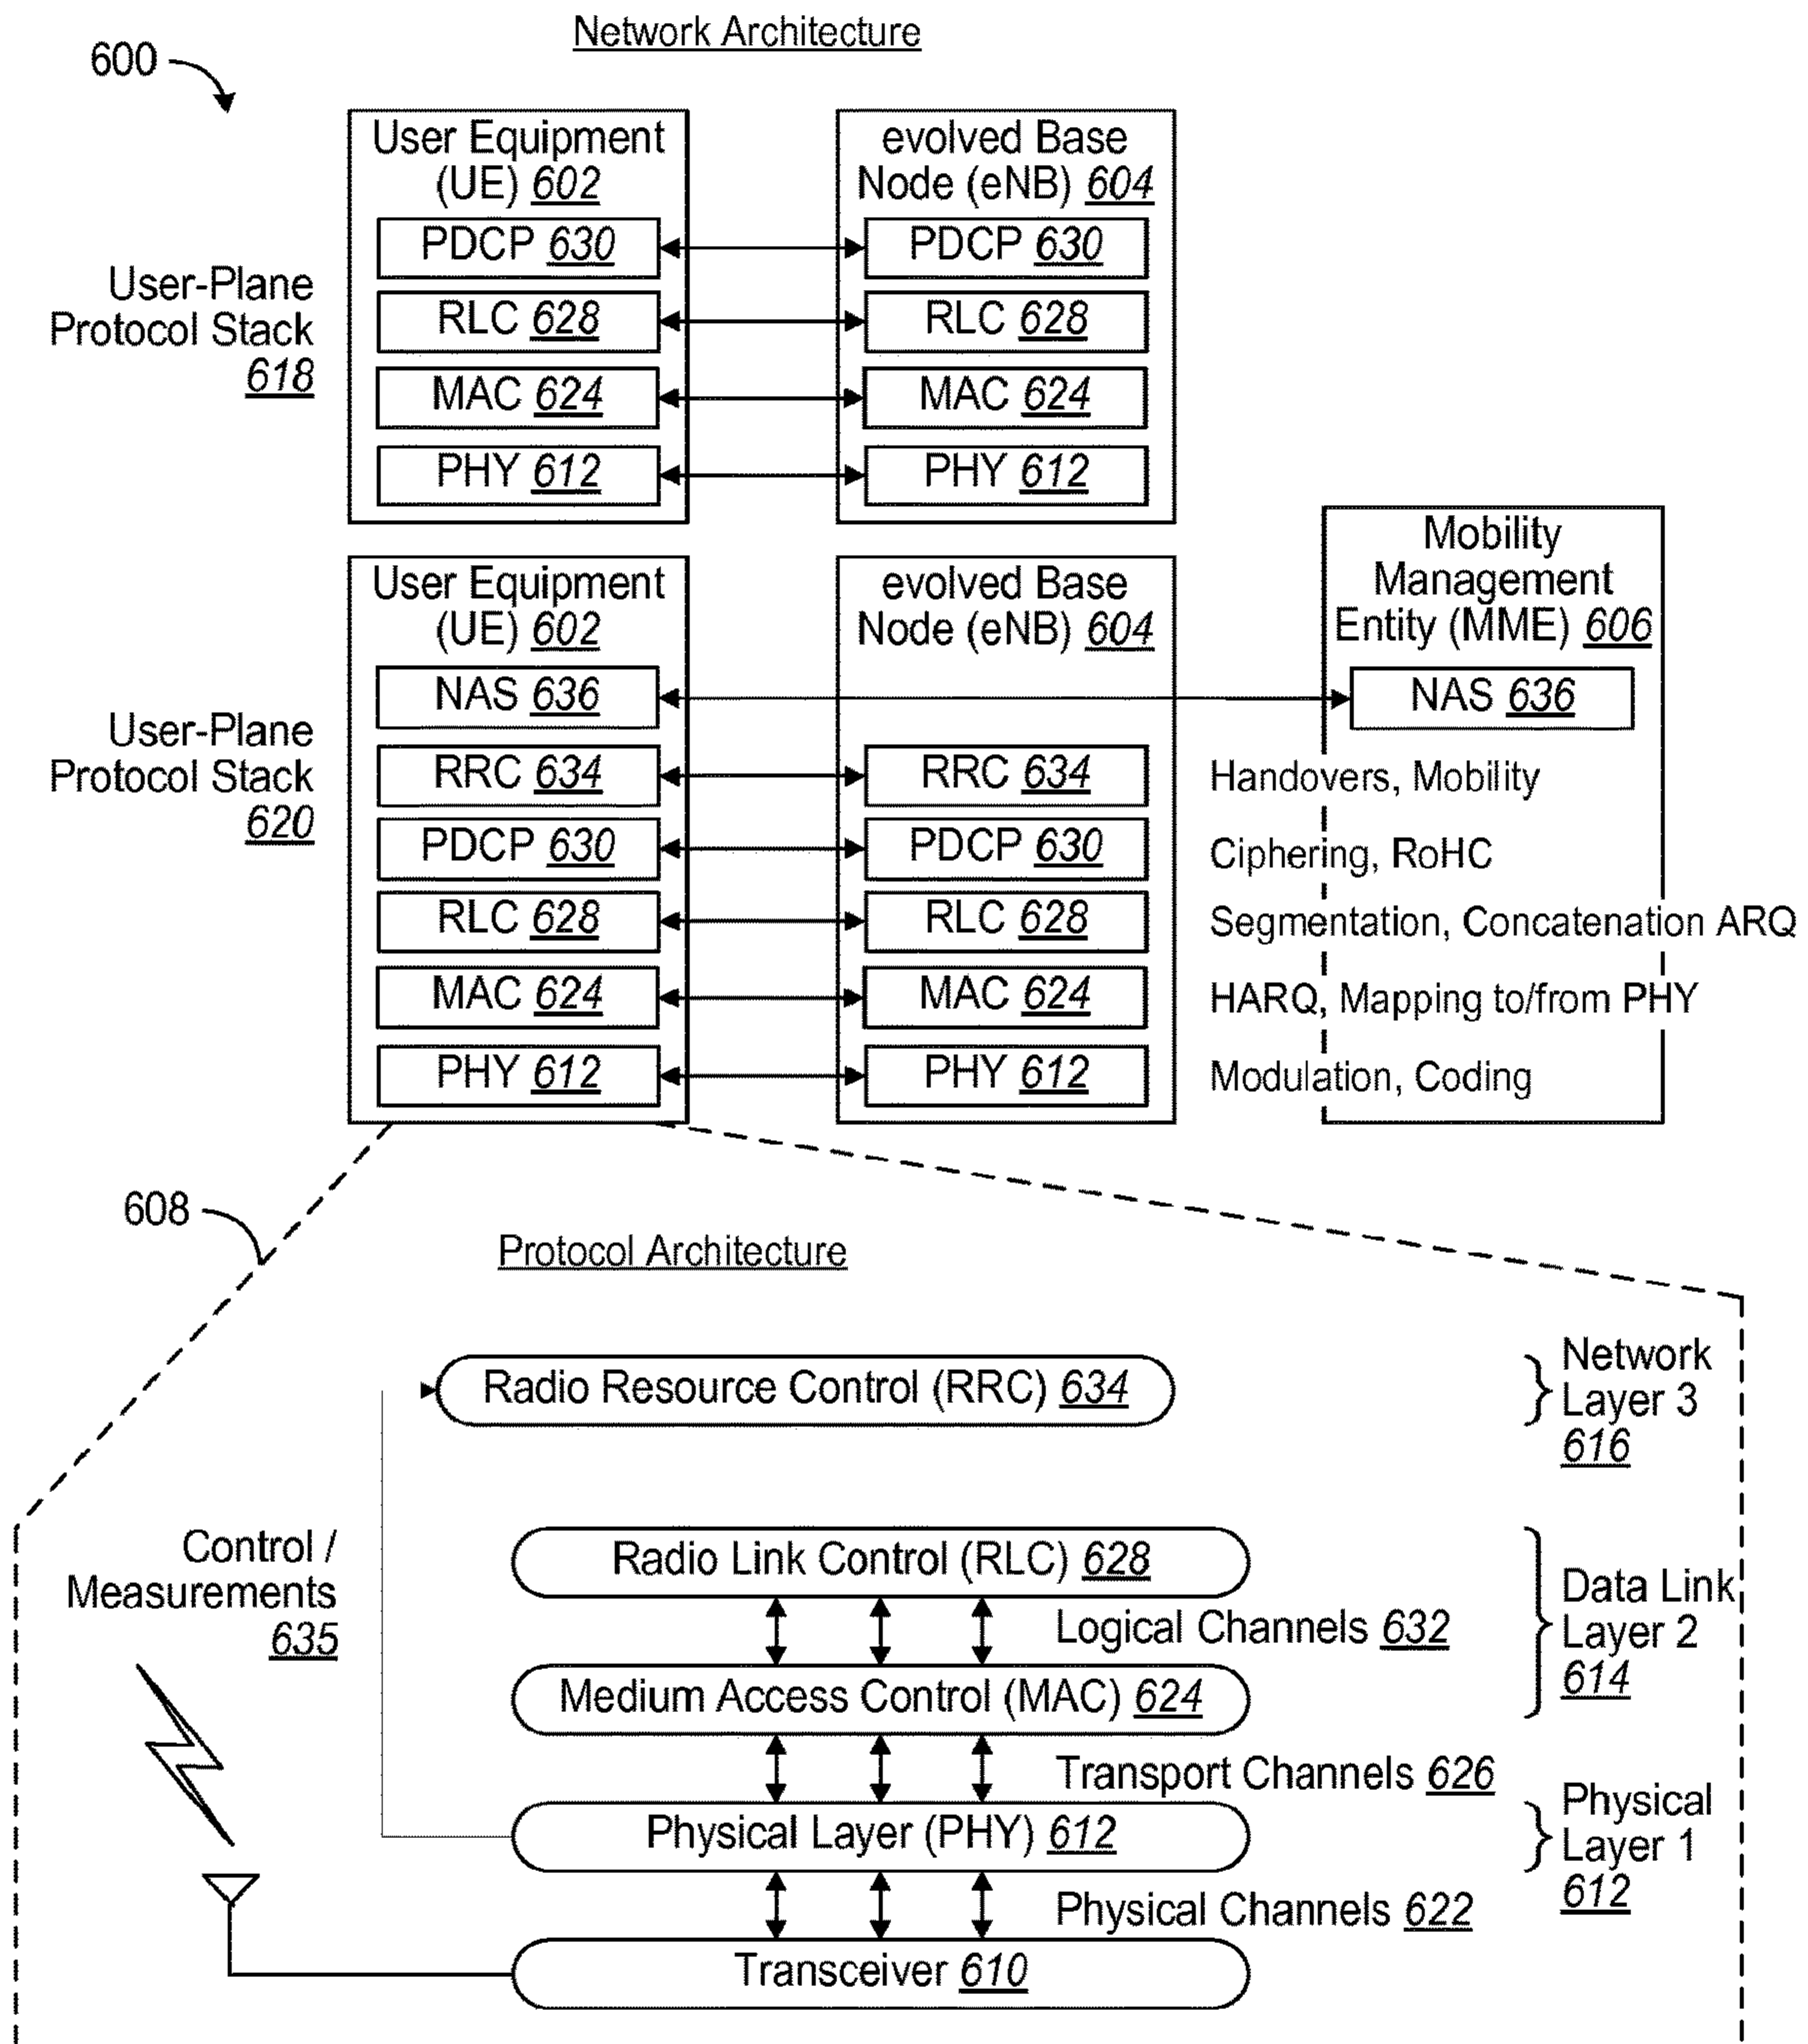 Network Architecture
600
User Equipment
(UE) 602
evolved Base
Node (eNB) 604
User-Plane
Protocol Stack
618
PDCP 630
PDCP 630
RLC 628
RLC 628
MAC 624
MAC 624
PHY 612
PHY 612
Mobility
Management
Entity (MME) 606
User Equipment
(UE) 602
evolved Base
Node (eNB) 604
User-Plane
Protocol Stack
620
NAS 636
NAS 636
RRC 634
RRC 634
Handovers, Mobility
PDCP 630
PDCP 630
Ciphering, RoHC
RLC 628
RLC 628
Segmentation, Concatenation ARQ
MAC 624
MAC 624
HARQ, Mapping to/from PHY
PHY 612
PHY 612
Modulation, Coding
608
Protocol Architecture
Radio Resource Control (RRC) 634
Network
Layer 3
616
Control /
Measurements
635
Radio Link Control (RLC) 628
Logical Channels 632
Data Link
Layer 2
614
Medium Access Control (MAC) 624
Transport Channels 626
Physical Layer (PHY) 612
Physical
Layer 1
612
Physical Channels 622
Transceiver 610